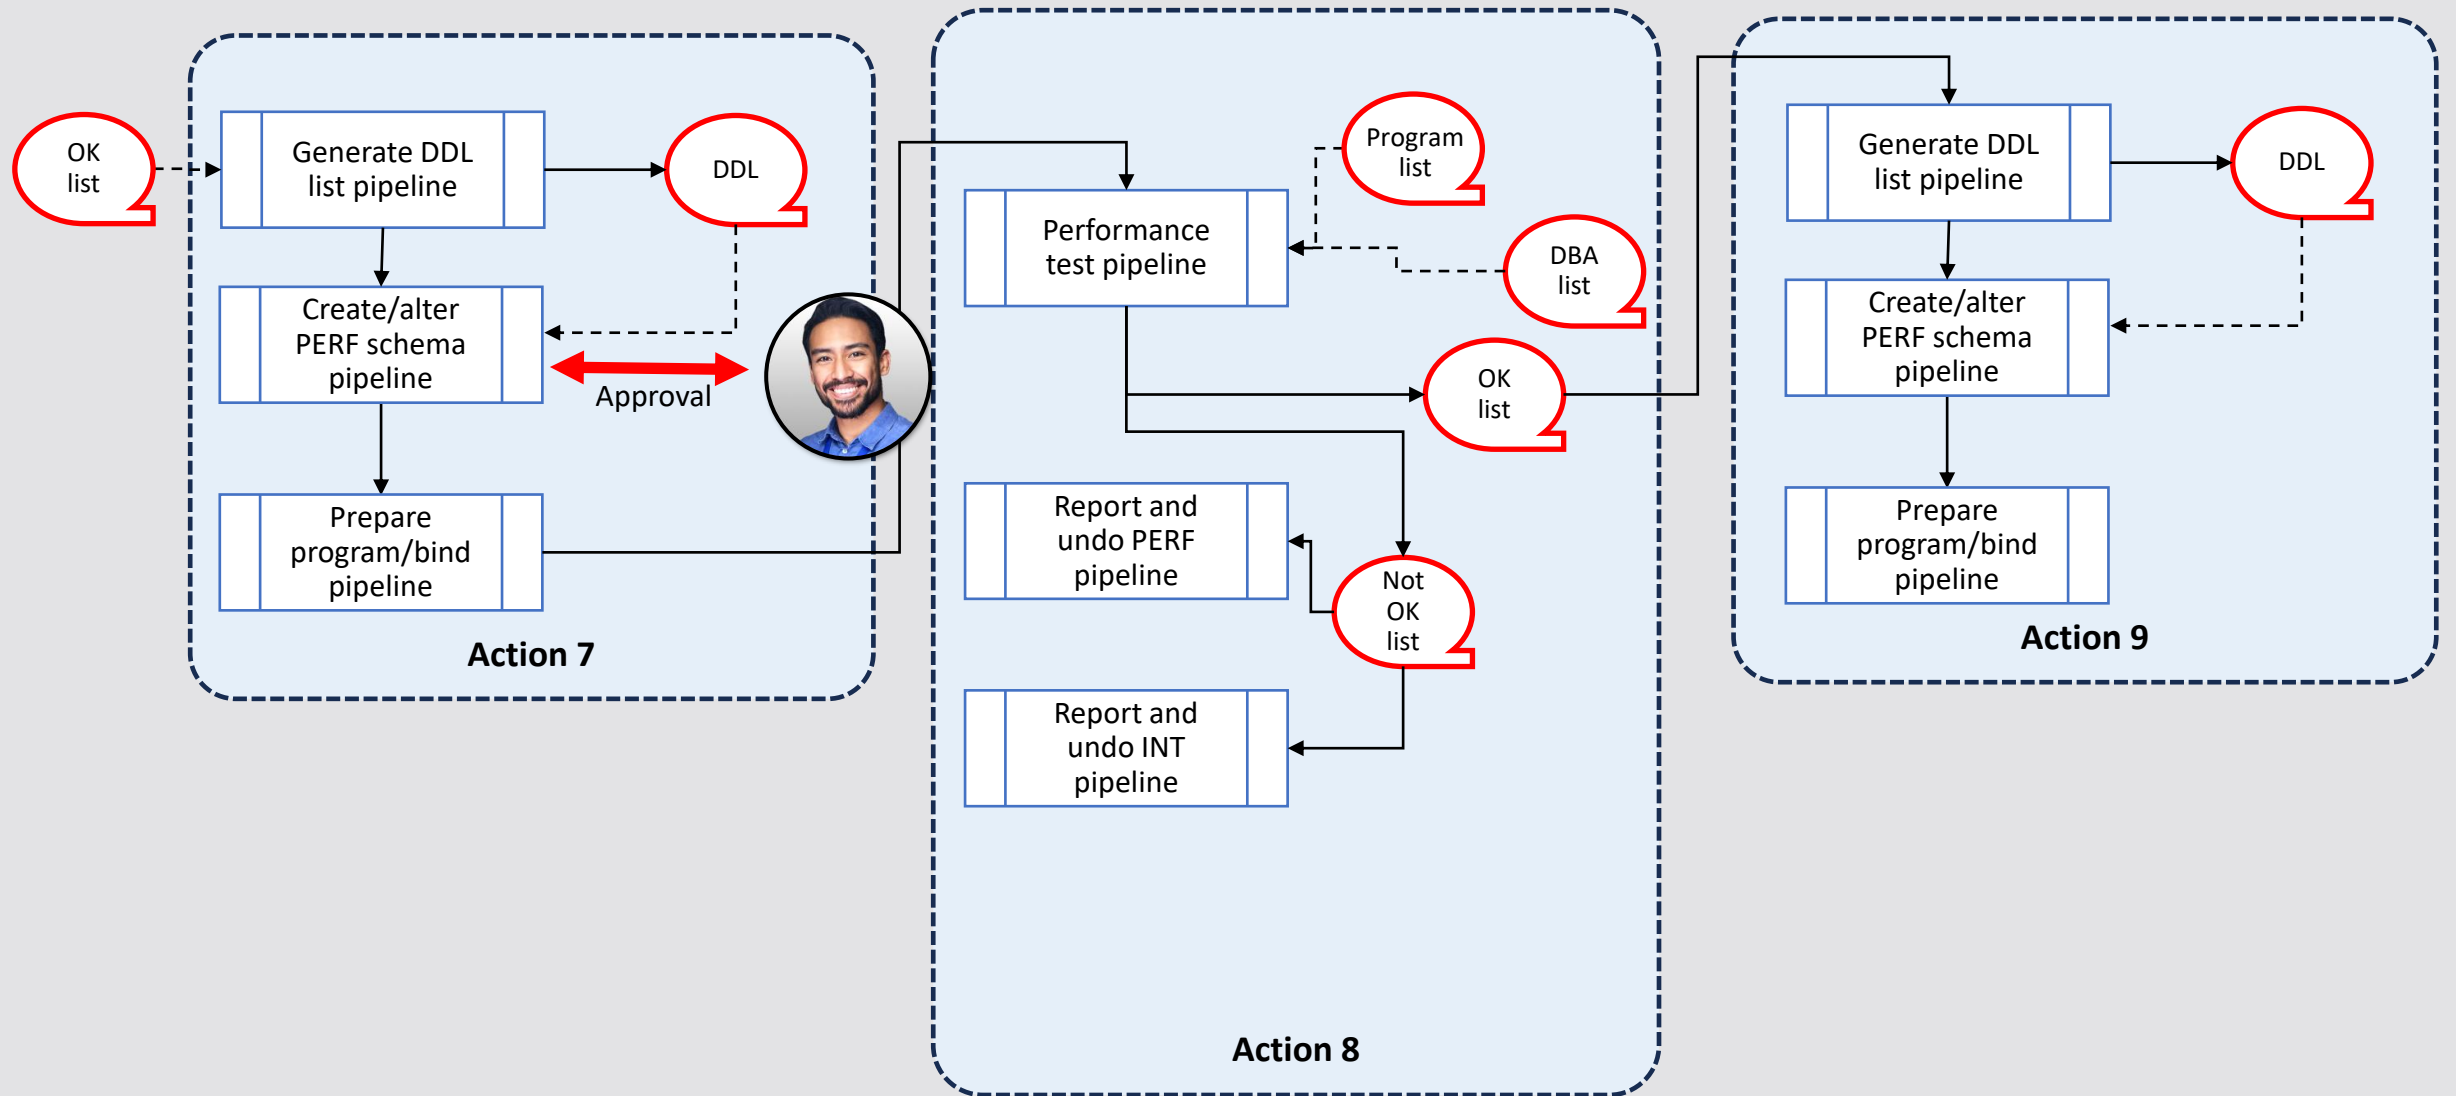 OK
list
Generate DDL
list pipeline
DDL
Create/alter
PERF schema
pipeline
Approval
Prepare
program/bind
pipeline
Action 7
Program
list
Performance
test pipeline
DBA
list
OK
list
Report and
undo PERF
pipeline
Not
OK
list
Report and
undo INT
pipeline
Action 8
Generate DDL
list pipeline
DDL
Create/alter
PERF schema
pipeline
Prepare
program/bind
pipeline
Action 9